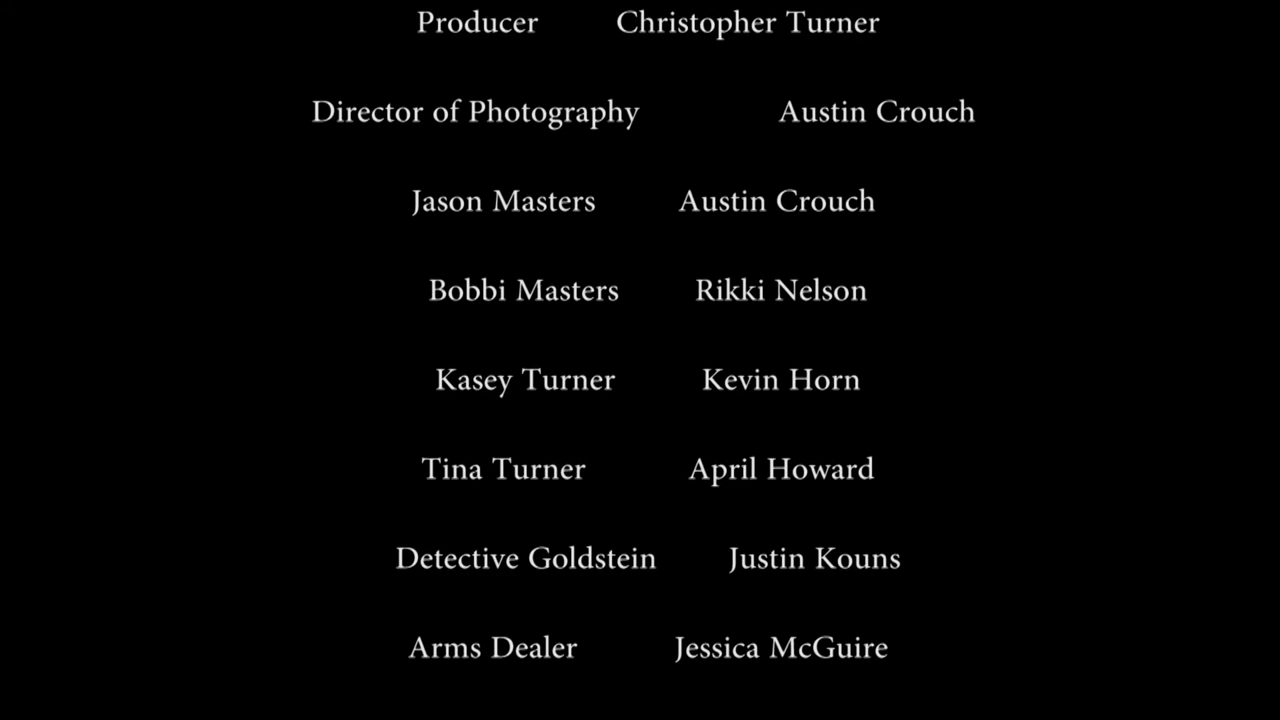 Producer Christopher Turner
Director of Photography Austin Crouch
Jason Masters Austin Crouch
Bobbi Masters Rikki Nelson
Kasey Turner Kevin Horn
Tina Turner April Howard
Detective Goldstein Justin Kouns
Arms Dealer Jessica McGuire